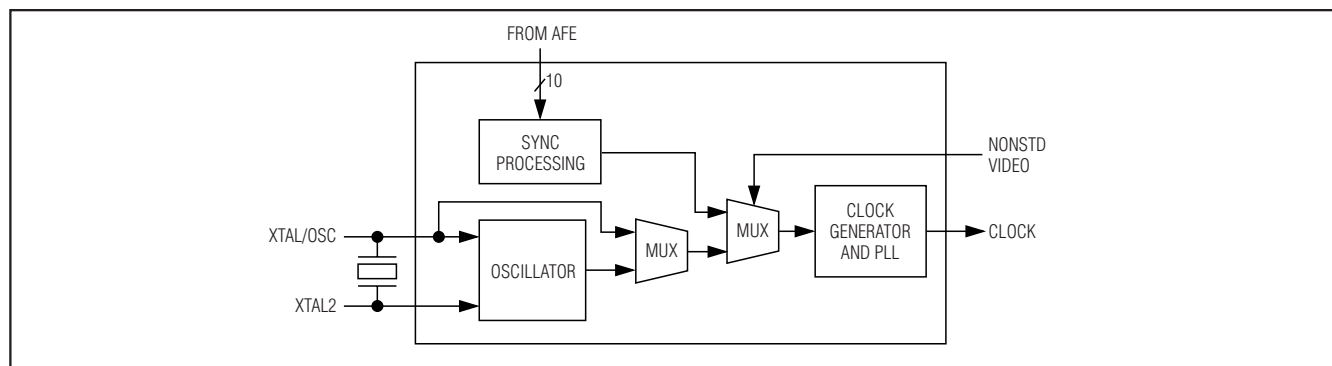 FROM AFE
10
SYNC
PROCESSING
NONSTD
VIDEO
XTAL/OSC
OSCILLATOR
MUX
MUX
CLOCK
GENERATOR
AND PLL
CLOCK
XTAL2